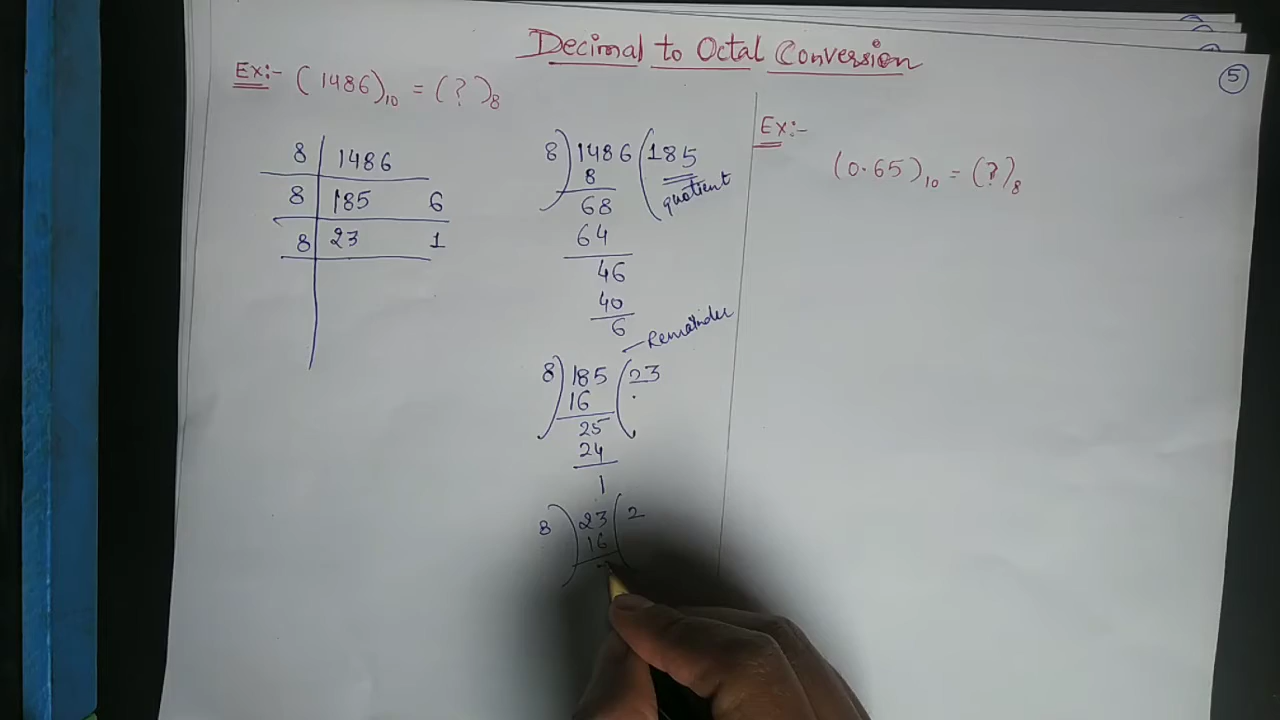 Decimal to Octal Conversion
5
Ex:- (1486)10 = (?)8
8 | 1486
8 | 185 6
8 | 23 1
8 ) 1486 ( 185
quotient
8
68
64
46
40
6
Remainder
8 ) 185 ( 23
16
25
24
1
8 ) 23 ( 2
16
Ex:-
(0.65)10 = (?)8